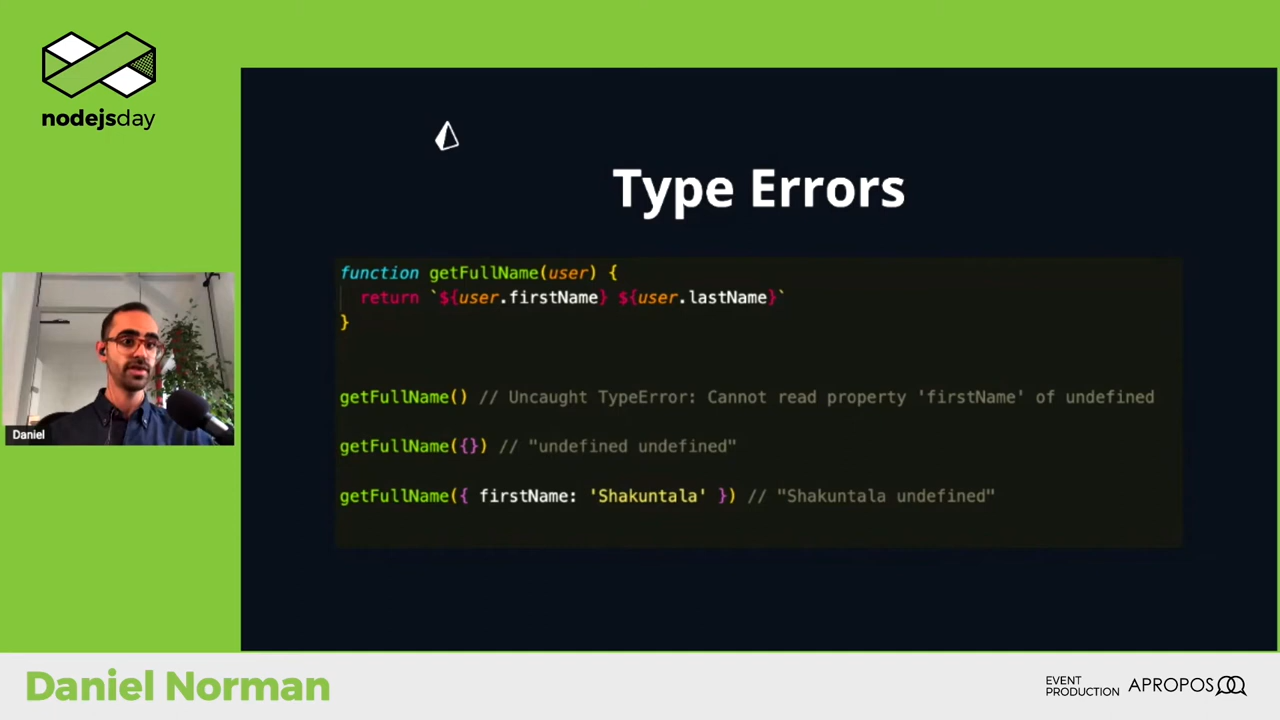 nodejsday
Type Errors
function getFullName(user) {
  return `${user.firstName} ${user.lastName}`
}
getFullName() // Uncaught TypeError: Cannot read property 'firstName' of undefined
getFullName({}) // "undefined undefined"
getFullName({ firstName: 'Shakuntala' }) // "Shakuntala undefined"
Daniel
Daniel Norman
EVENT
PRODUCTION
APROPOS